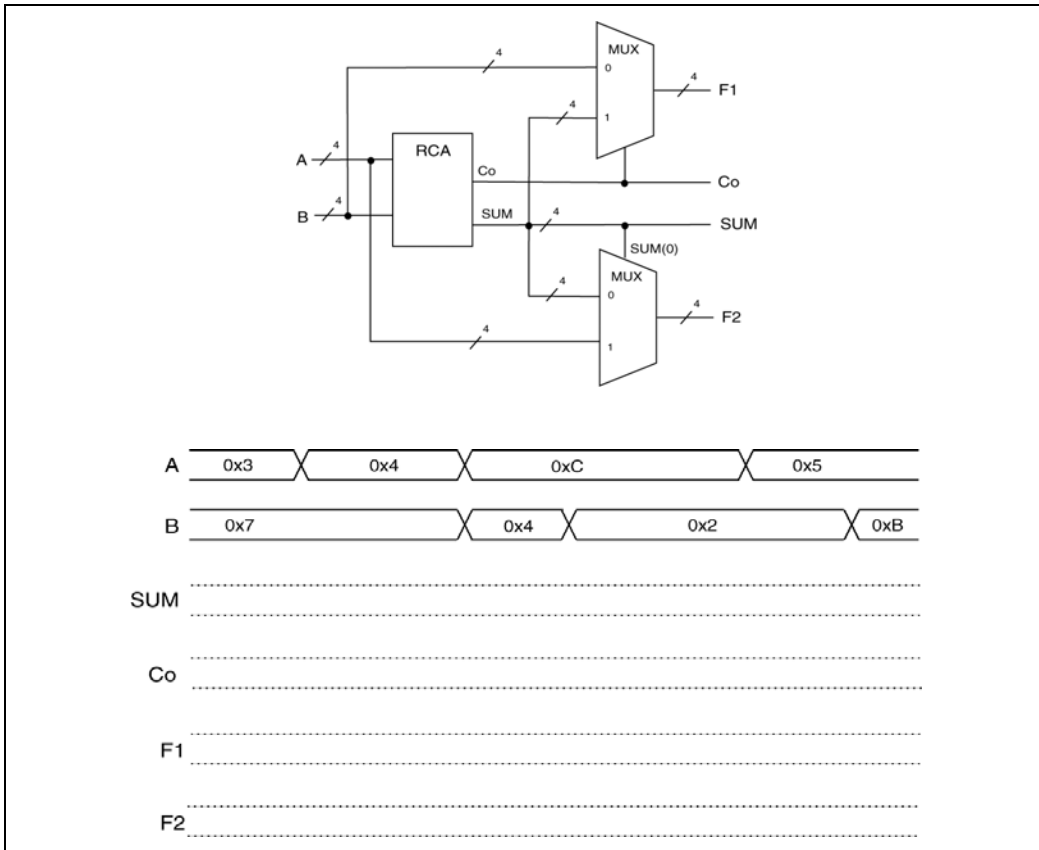 4
MUX
0
4
F1
4
1
A
4
RCA
Co
Co
B
4
SUM
4
SUM
SUM(0)
MUX
4
0
4
F2
4
1
A 0x3 0x4 0xC 0x5
B 0x7 0x4 0x2 0xB
SUM
Co
F1
F2